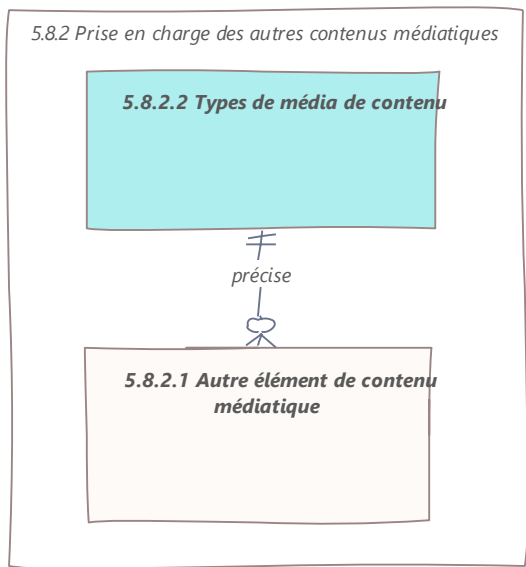 5.8.2 Prise en charge des autres contenus médiatiques
5.8.2.2 Types de média de contenu
précise
5.8.2.1 Autre élément de contenu
médiatique